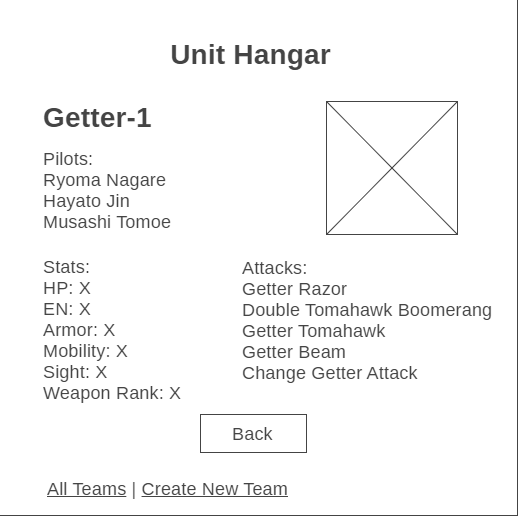 Unit Hangar
Getter-1
Pilots:
Ryoma Nagare
Hayato Jin
Musashi Tomoe
Stats:
HP: X
EN: X
Armor: X
Mobility: X
Sight: X
Weapon Rank: X
Attacks:
Getter Razor
Double Tomahawk Boomerang
Getter Tomahawk
Getter Beam
Change Getter Attack
Back
All Teams | Create New Team